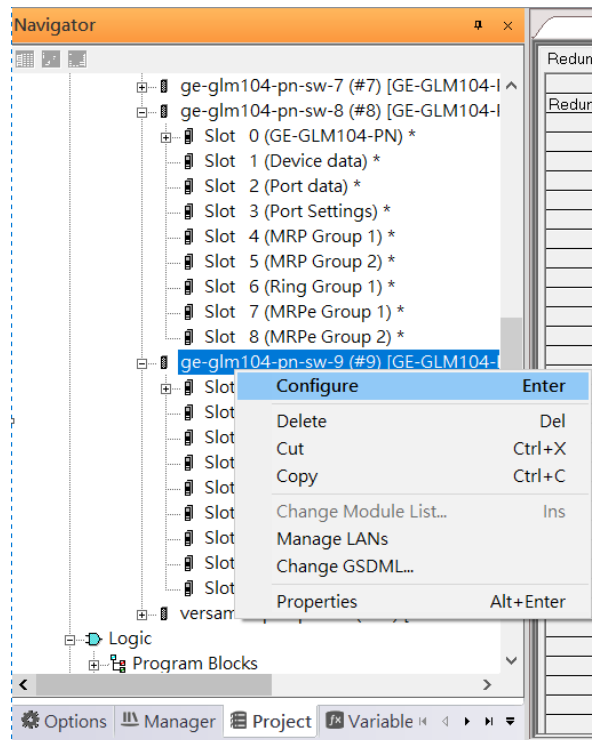 Navigator
Redun
ge-glm104-pn-sw-7 (#7) [GE-GLM104-I
ge-glm104-pn-sw-8 (#8) [GE-GLM104-I
Redun
Slot 0 (GE-GLM104-PN) *
Slot 1 (Device data) *
Slot 2 (Port data) *
Slot 3 (Port Settings) *
Slot 4 (MRP Group 1) *
Slot 5 (MRP Group 2) *
Slot 6 (Ring Group 1) *
Slot 7 (MRPe Group 1) *
Slot 8 (MRPe Group 2) *
ge-glm104-pn-sw-9 (#9) [GE-GLM104-I
Slot
Configure Enter
Slot
Delete Del
Slot
Cut Ctrl+X
Slot
Copy Ctrl+C
Slot
Change Module List... Ins
Slot
Manage LANs
Slot
Change GSDML...
Slot
Slot
Properties Alt+Enter
versam
Logic
Program Blocks
Options Manager Project Variable